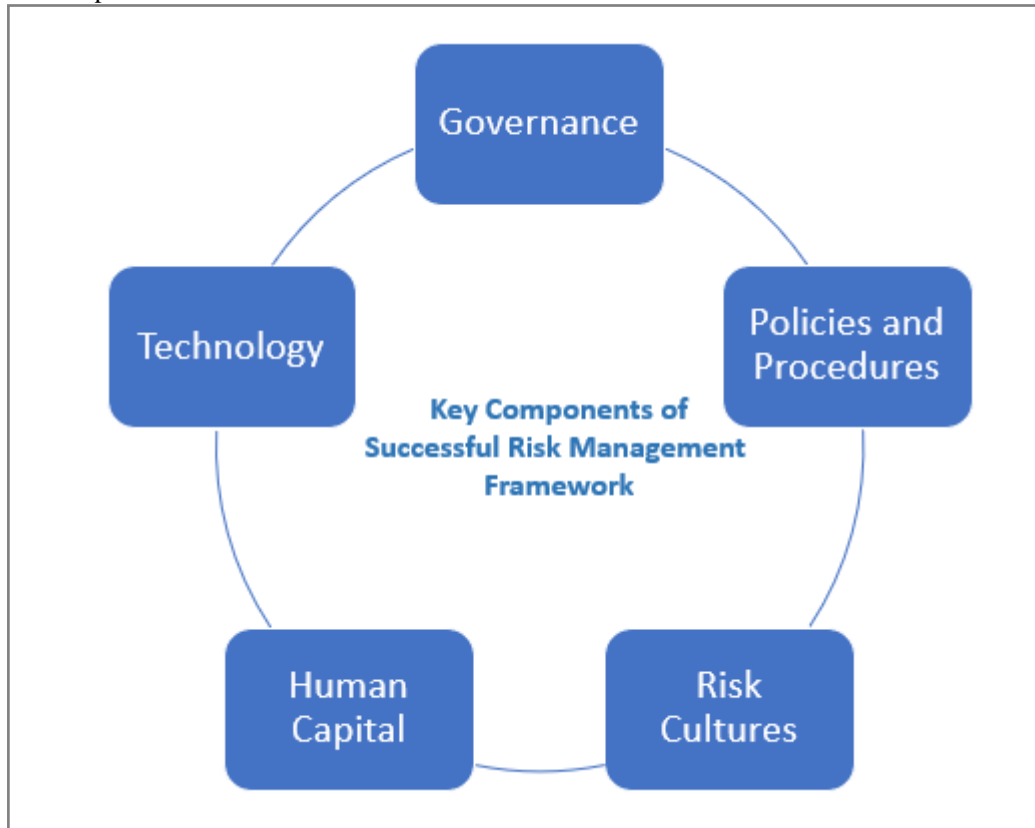 Governance
Policies and
Procedures
Technology
Key Components of
Successful Risk Management
Framework
Human
Capital
Risk
Cultures